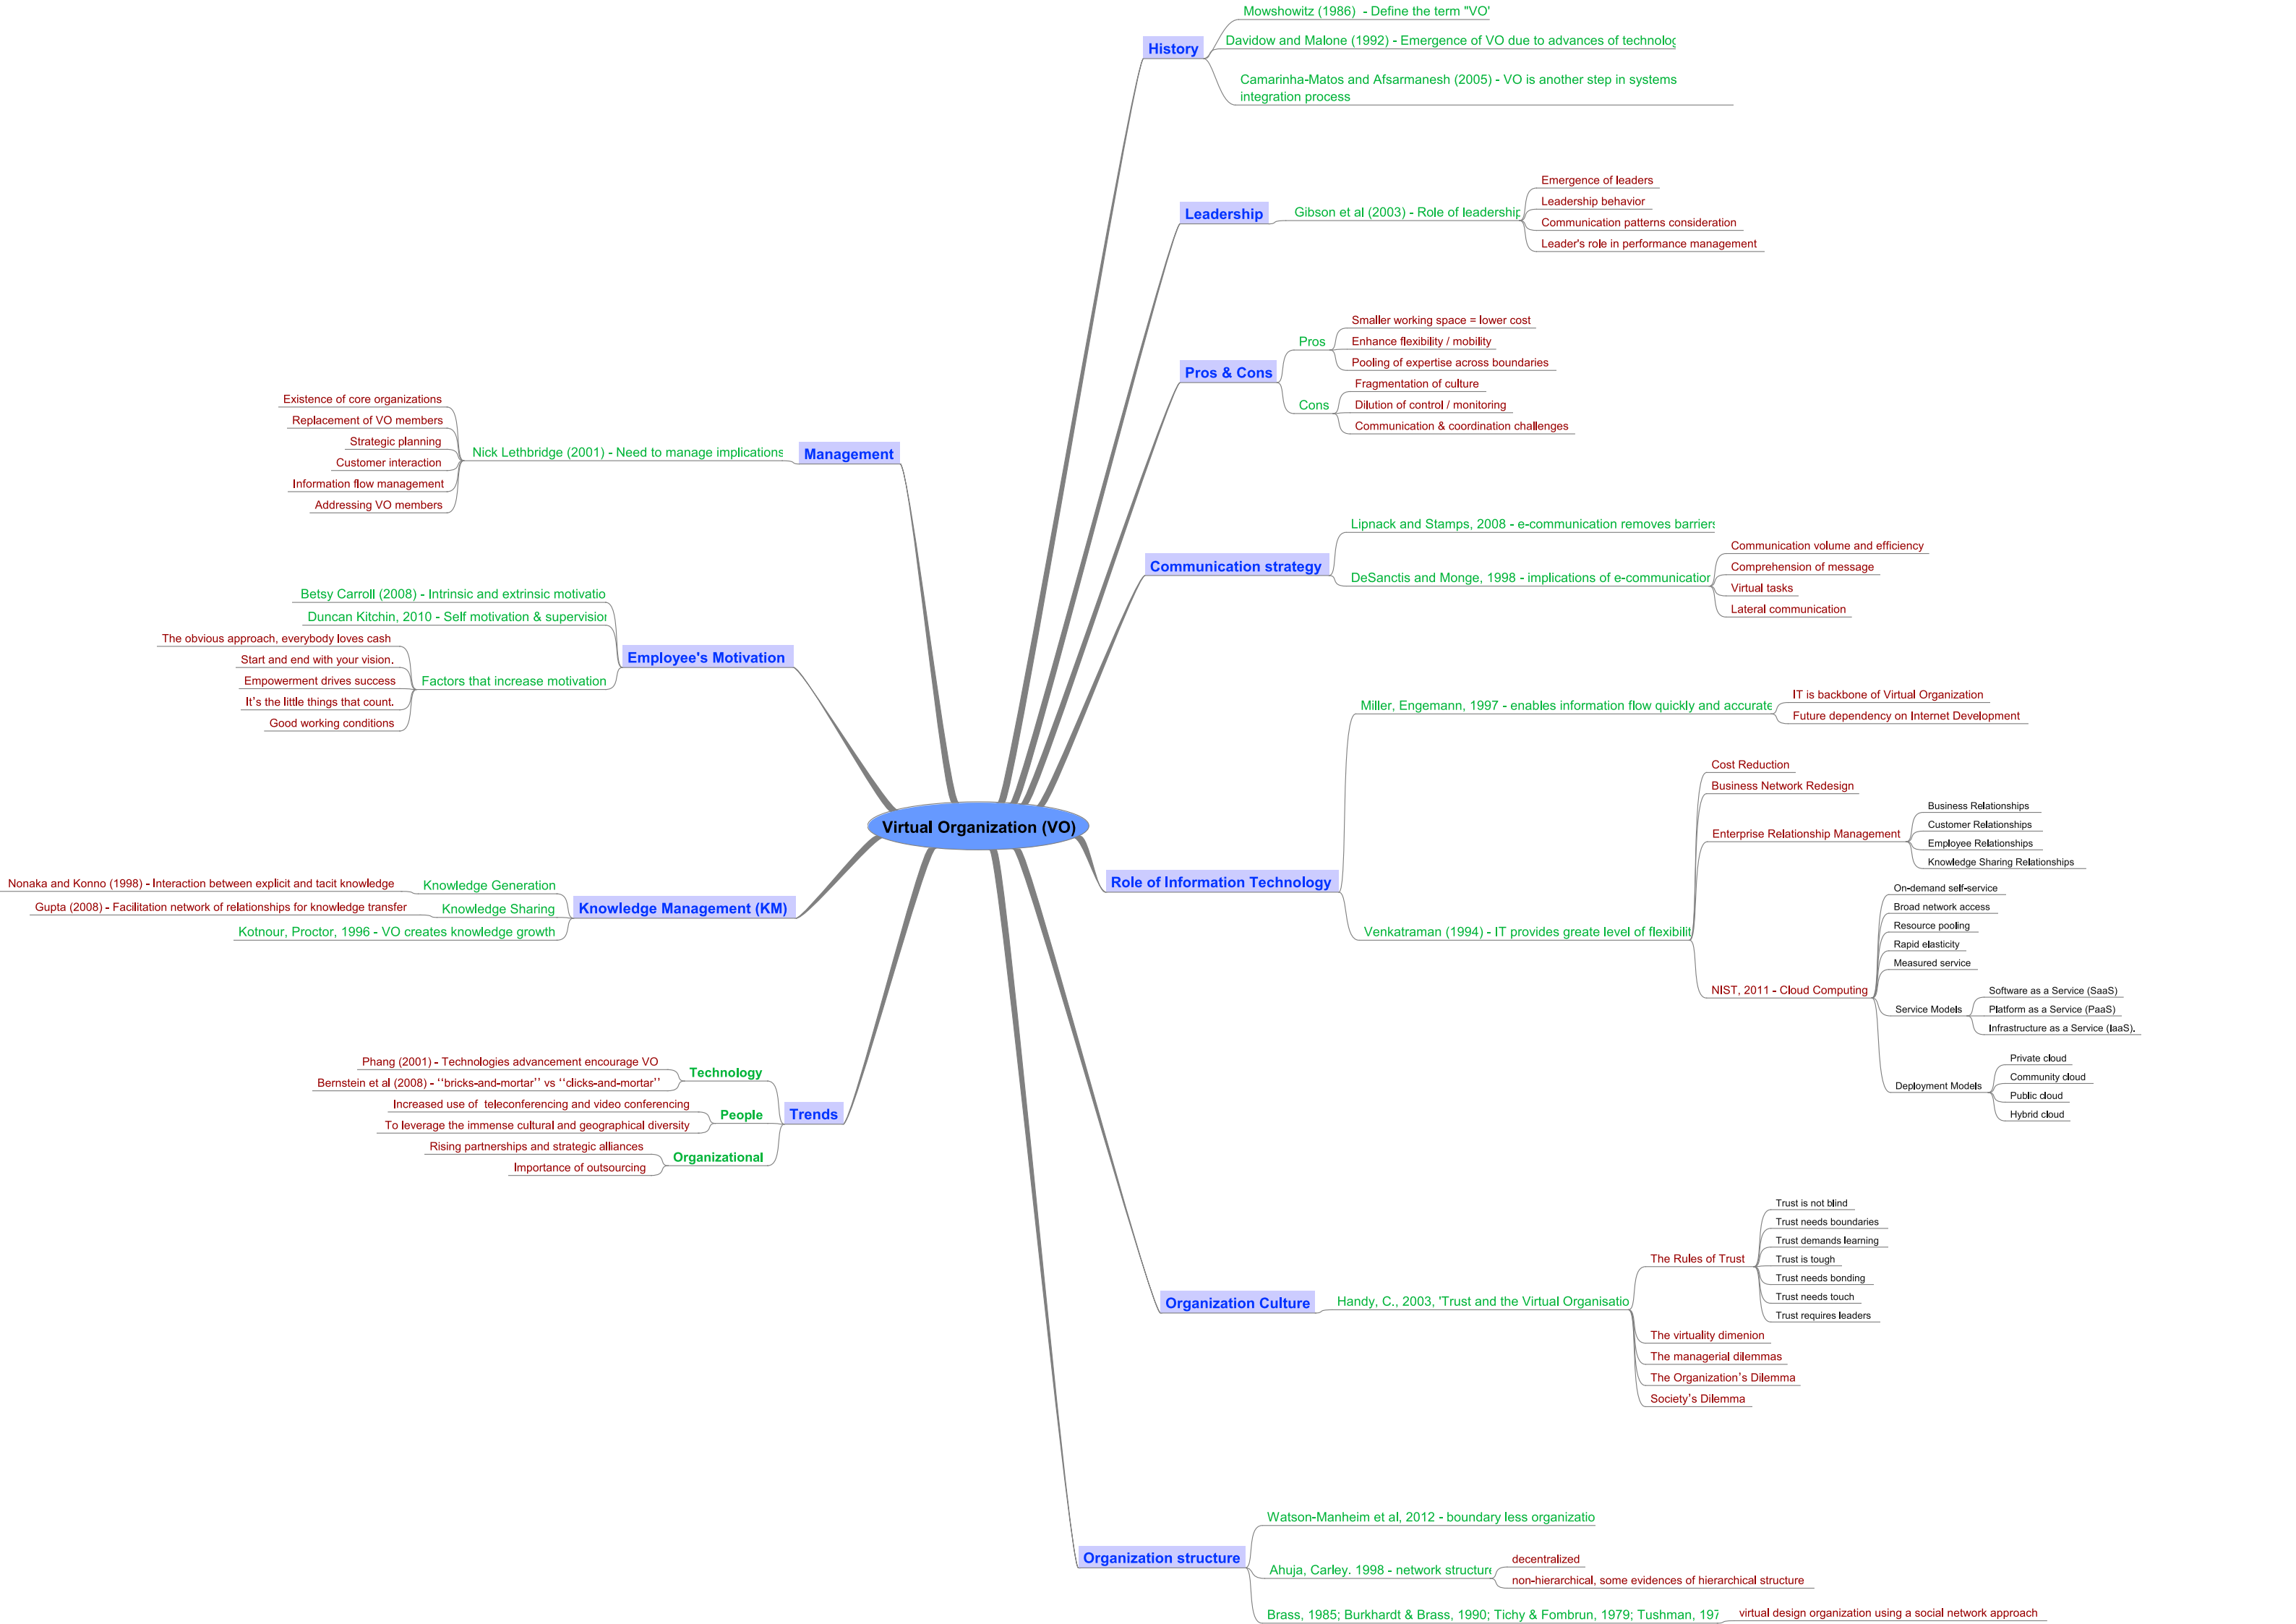 Mowshowitz (1986)  - Define the term "VO'
History
Davidow and Malone (1992) - Emergence of VO due to advances of technolog
Camarinha-Matos and Afsarmanesh (2005) - VO is another step in systems
integration process
Leadership
Gibson et al (2003) - Role of leadership
Emergence of leaders
Leadership behavior
Communication patterns consideration
Leader's role in performance management
Pros & Cons
Pros
Smaller working space = lower cost
Enhance flexibility / mobility
Pooling of expertise across boundaries
Cons
Fragmentation of culture
Dilution of control / monitoring
Communication & coordination challenges
Communication strategy
Lipnack and Stamps, 2008 - e-communication removes barriers
DeSanctis and Monge, 1998 - implications of e-communication
Communication volume and efficiency
Comprehension of message
Virtual tasks
Lateral communication
Role of Information Technology
Miller, Engemann, 1997 - enables information flow quickly and accurate
IT is backbone of Virtual Organization
Future dependency on Internet Development
Venkatraman (1994) - IT provides greate level of flexibilit
Cost Reduction
Business Network Redesign
Enterprise Relationship Management
Business Relationships
Customer Relationships
Employee Relationships
Knowledge Sharing Relationships
NIST, 2011 - Cloud Computing
On-demand self-service
Broad network access
Resource pooling
Rapid elasticity
Measured service
Service Models
Software as a Service (SaaS)
Platform as a Service (PaaS)
Infrastructure as a Service (IaaS).
Deployment Models
Private cloud
Community cloud
Public cloud
Hybrid cloud
Organization Culture
Handy, C., 2003, 'Trust and the Virtual Organisatio
The Rules of Trust
Trust is not blind
Trust needs boundaries
Trust demands learning
Trust is tough
Trust needs bonding
Trust needs touch
Trust requires leaders
The virtuality dimenion
The managerial dilemmas
The Organization's Dilemma
Society's Dilemma
Organization structure
Watson-Manheim et al, 2012 - boundary less organizatio
Ahuja, Carley. 1998 - network structure
decentralized
non-hierarchical, some evidences of hierarchical structure
Brass, 1985; Burkhardt & Brass, 1990; Tichy & Fombrun, 1979; Tushman, 197
virtual design organization using a social network approach
Virtual Organization (VO)
Management
Nick Lethbridge (2001) - Need to manage implications
Existence of core organizations
Replacement of VO members
Strategic planning
Customer interaction
Information flow management
Addressing VO members
Employee's Motivation
Betsy Carroll (2008) - Intrinsic and extrinsic motivatio
Duncan Kitchin, 2010 - Self motivation & supervision
Factors that increase motivation
The obvious approach, everybody loves cash
Start and end with your vision.
Empowerment drives success
It's the little things that count.
Good working conditions
Knowledge Management (KM)
Knowledge Generation
Nonaka and Konno (1998) - Interaction between explicit and tacit knowledge
Knowledge Sharing
Gupta (2008) - Facilitation network of relationships for knowledge transfer
Kotnour, Proctor, 1996 - VO creates knowledge growth
Trends
Technology
Phang (2001) - Technologies advancement encourage VO
Bernstein et al (2008) - ‘‘bricks-and-mortar’’ vs ‘‘clicks-and-mortar’’
People
Increased use of  teleconferencing and video conferencing
To leverage the immense cultural and geographical diversity
Organizational
Rising partnerships and strategic alliances
Importance of outsourcing